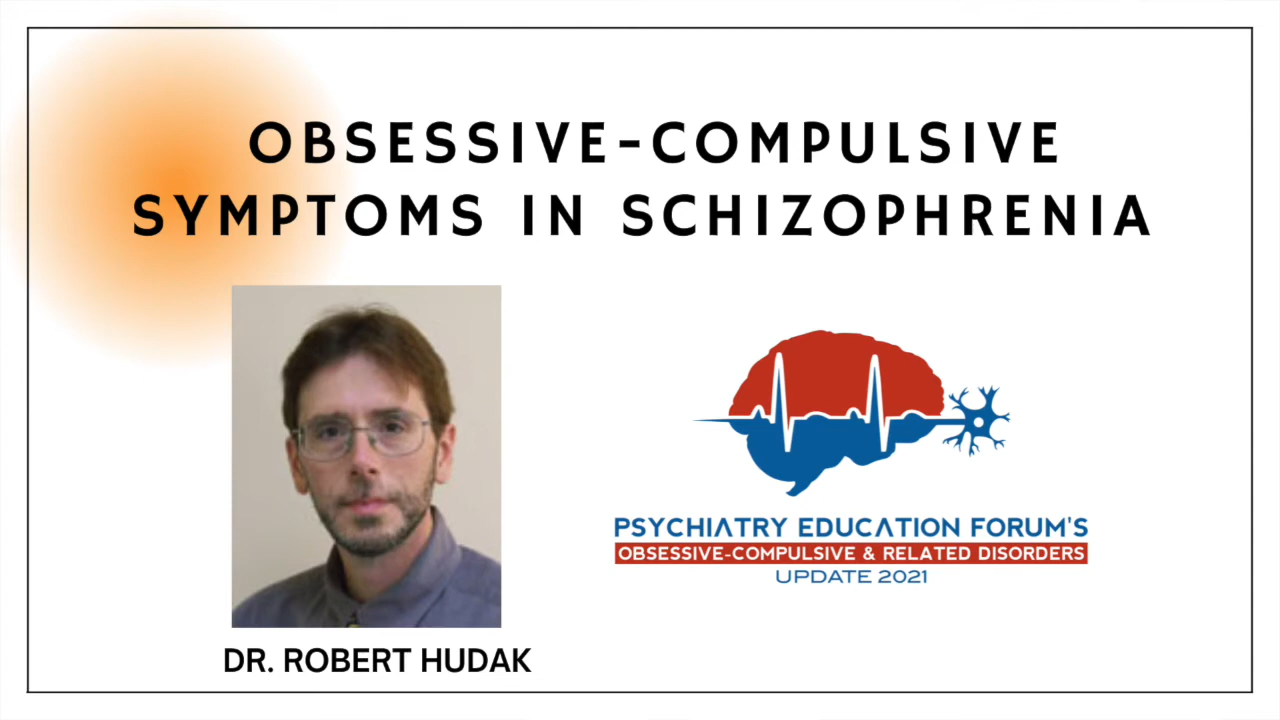 OBSESSIVE-COMPULSIVE
SYMPTOMS IN SCHIZOPHRENIA
PSYCHIATRY EDUCATION FORUM'S
OBSESSIVE-COMPULSIVE & RELATED DISORDERS
UPDATE 2021
DR. ROBERT HUDAK